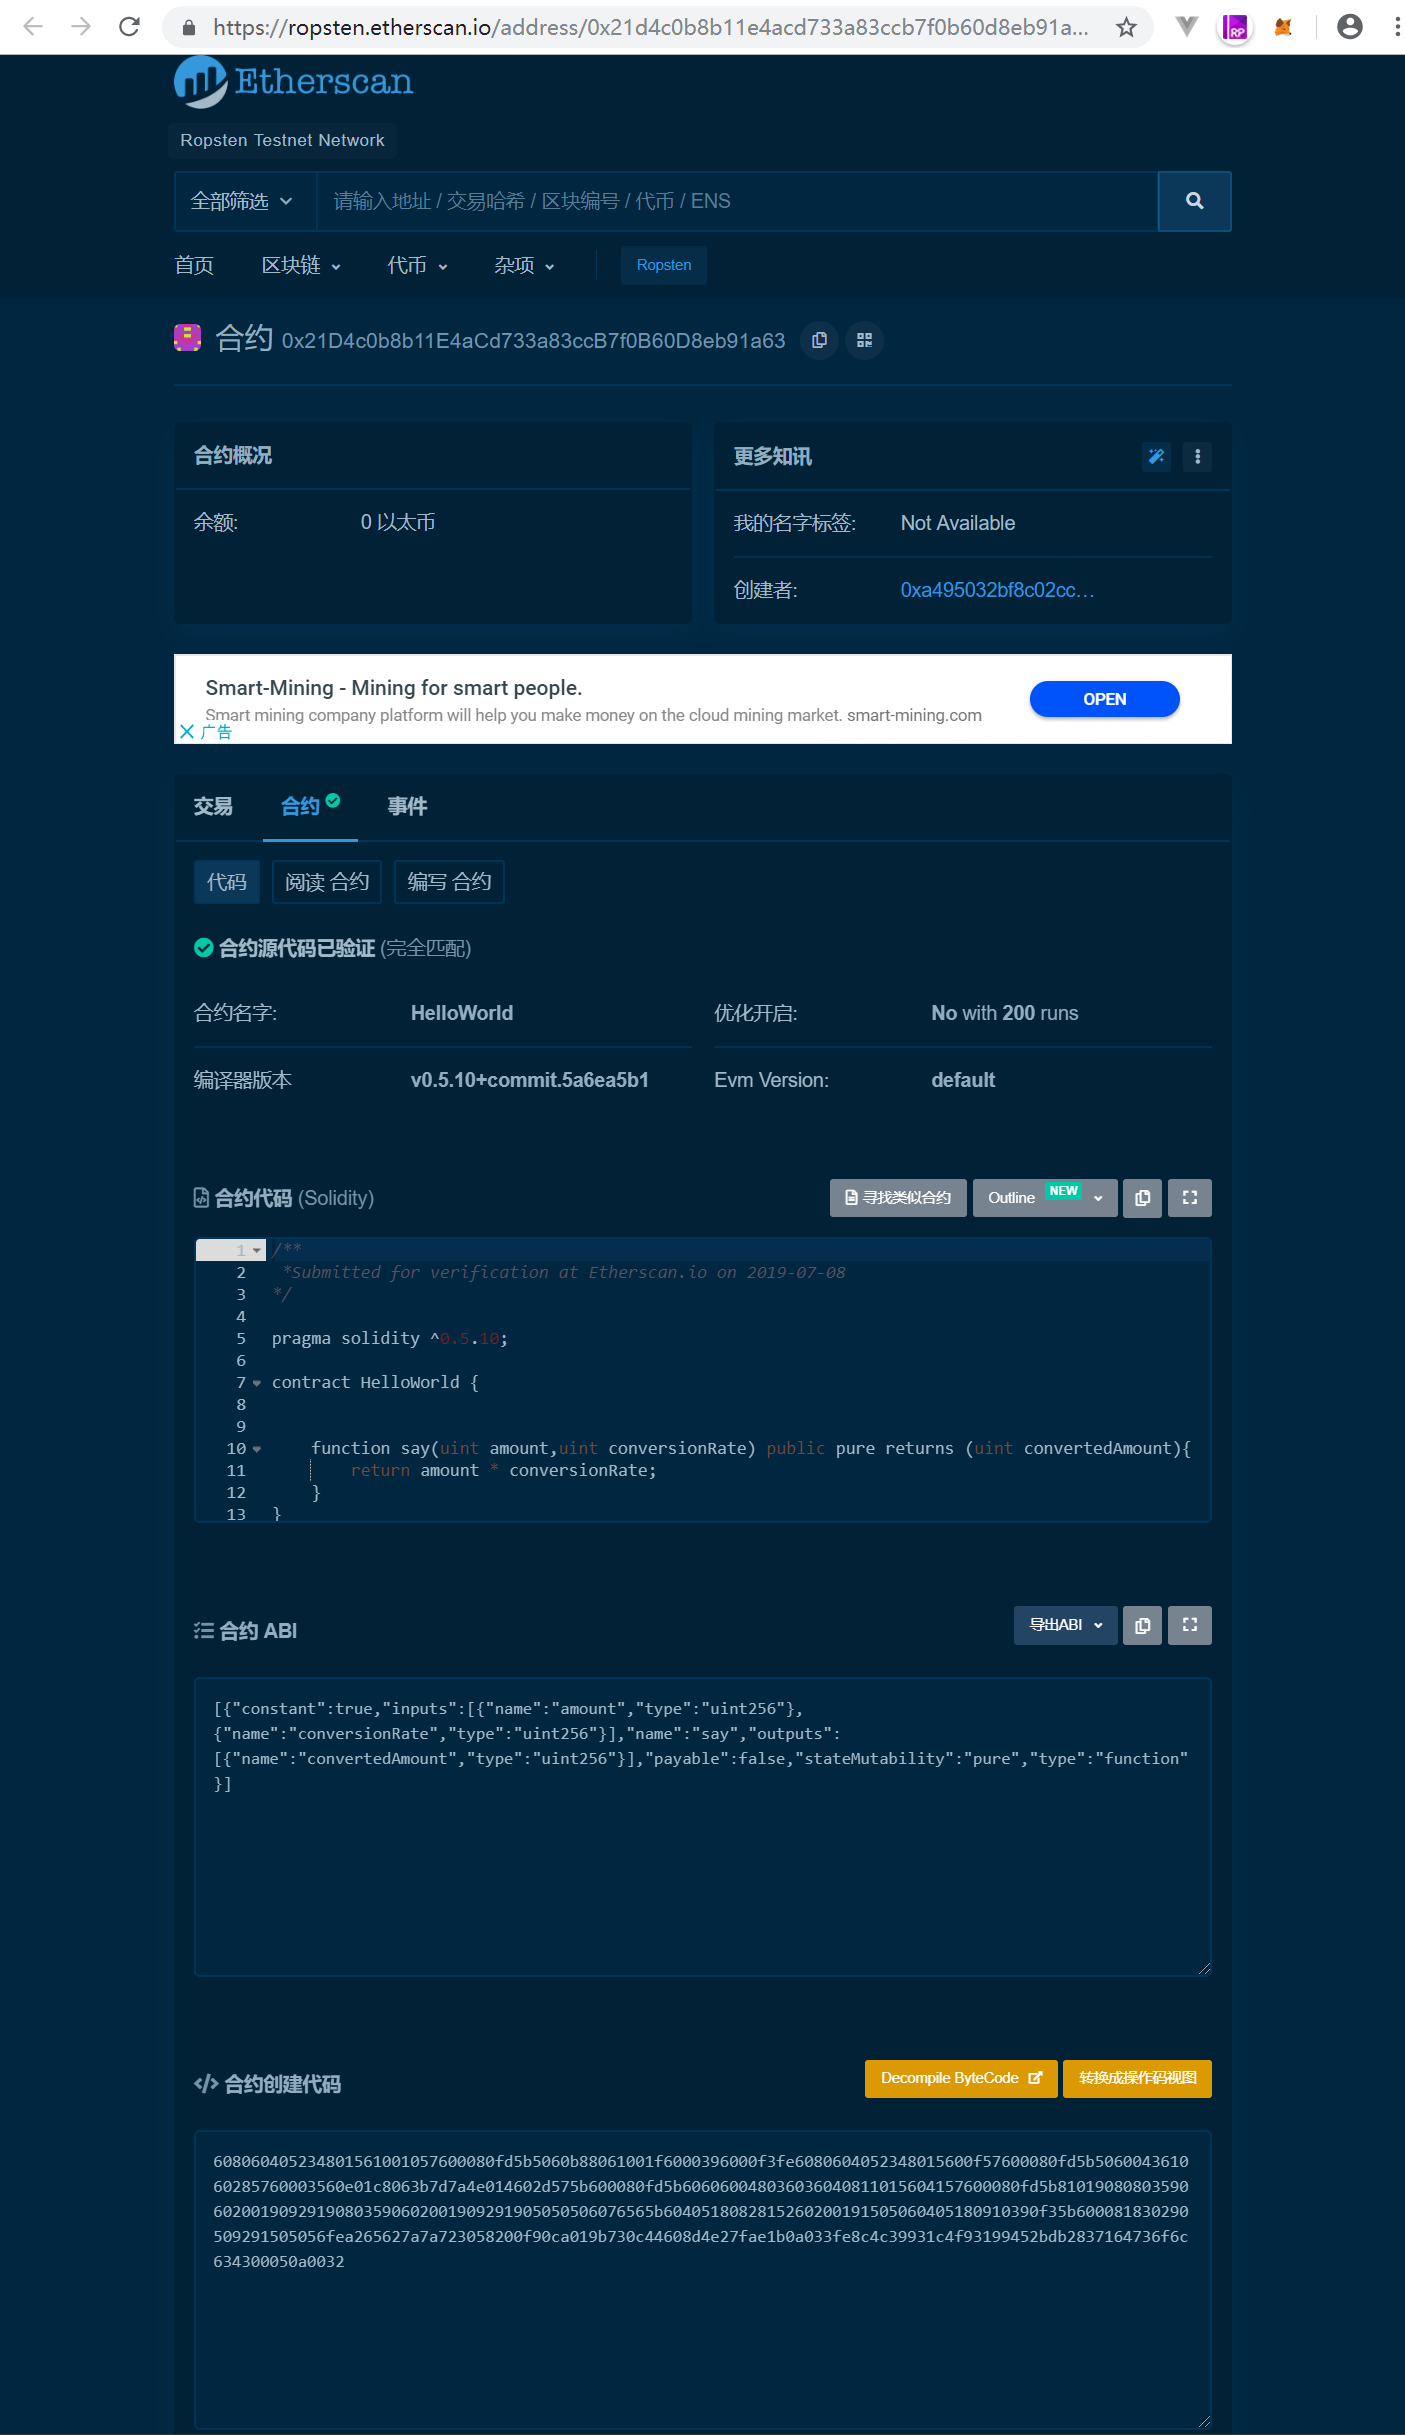 https://ropsten.etherscan.io/address/0x21d4c0b8b11e4acd733a83ccb7f0b60d8eb91a...
RP
Etherscan
Ropsten Testnet Network
全部筛选
请输入地址 / 交易哈希 / 区块编号 / 代币 / ENS
首页 区块链 代币 杂项 Ropsten
合约 0x21D4c0b8b11E4aCd733a83ccB7f0B60D8eb91a63
合约概况
余额: 0 以太币
更多知讯
我的名字标签: Not Available
创建者: 0xa495032bf8c02cc...
Smart-Mining - Mining for smart people.
Smart mining company platform will help you make money on the cloud mining market. smart-mining.com
OPEN
广告
交易 合约 事件
代码 阅读 合约 编写 合约
合约源代码已验证 (完全匹配)
合约名字: HelloWorld 优化开启: No with 200 runs
编译器版本 v0.5.10+commit.5a6ea5b1 Evm Version: default
合约代码 (Solidity) 寻找类似合约 Outline NEW
1 /**
2 *Submitted for verification at Etherscan.io on 2019-07-08
3 */
4
5 pragma solidity ^0.5.10;
6
7 contract HelloWorld {
8
9
10 function say(uint amount,uint conversionRate) public pure returns (uint convertedAmount){
11 return amount * conversionRate;
12 }
13 }
合约 ABI 导出ABI
[{"constant":true,"inputs":[{"name":"amount","type":"uint256"},
{"name":"conversionRate","type":"uint256"}],"name":"say","outputs":
[{"name":"convertedAmount","type":"uint256"}],"payable":false,"stateMutability":"pure","type":"function"
}]
合约创建代码 Decompile ByteCode 转换成操作码视图
608060405234801561001057600080fd5b5060b88061001f6000396000f3fe6080604052348015600f57600080fd5b5060043610
60285760003560e01c8063b7d7a4e014602d575b600080fd5b60606004803603604081101560415760 0080fd5b81019080803590
602001909291908035906020019092919050505060765 65b6040518082815260200191505060405180910390f35b600081830290
509291505056fea265627a7a723058200f90ca019b730c44608d4e27fae1b0a033fe8c4c39931c4f93199452bdb2837164736f6c
634300050a0032